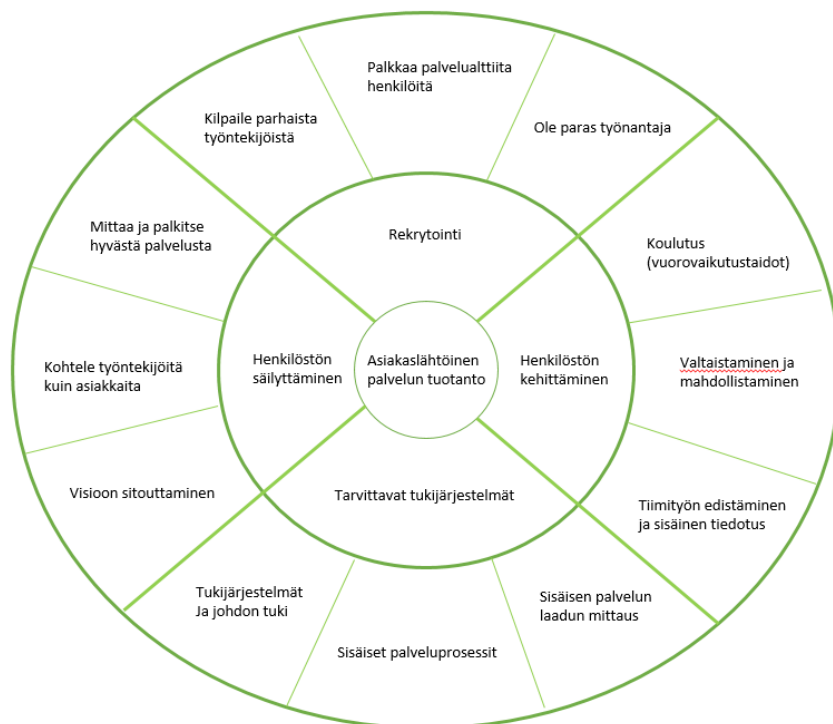 Palkkaa palvelualttiita
henkilöitä
Kilpaile parhaista
työntekijöistä
Ole paras työnantaja
Mittaa ja palkitse
hyvästä palvelusta
Rekrytointi
Koulutus
(vuorovaikutustaidot)
Kohtele työntekijöitä
kuin asiakkaita
Henkilöstön
säilyttäminen
Asiakaslähtöinen
palvelun tuotanto
Henkilöstön
kehittäminen
Valtaistaminen ja
mahdollistaminen
Visioon sitouttaminen
Tarvittavat tukijärjestelmät
Tiimityön edistäminen
ja sisäinen tiedotus
Tukijärjestelmät
Ja johdon tuki
Sisäiset palveluprosessit
Sisäisen palvelun
laadun mittaus